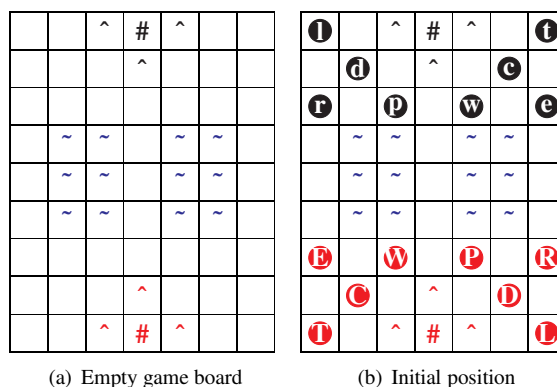 ^ # ^ l ^ # ^ t
^ d ^ c
r p w e
~ ~ ~ ~ ~ ~ ~ ~
~ ~ ~ ~ ~ ~ ~ ~
~ ~ ~ ~ ~ ~ ~ ~
E W P R
^ C ^ D
^ # ^ T ^ # ^ L
(a) Empty game board (b) Initial position